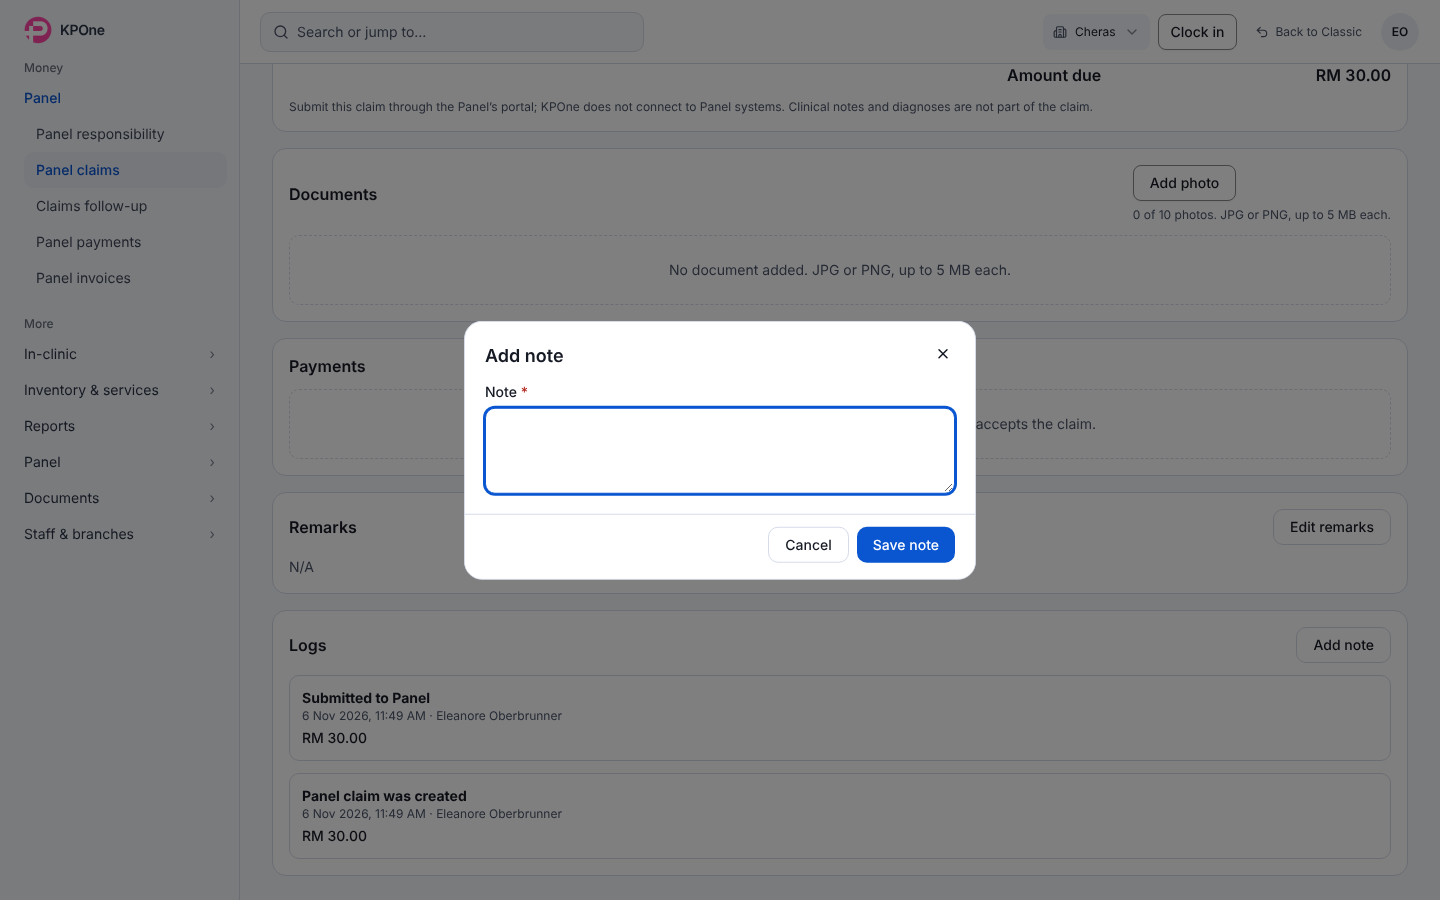 KPOne
Search or jump to...
Cheras
Clock in
Back to Classic
EO
Money
Panel
Panel responsibility
Panel claims
Claims follow-up
Panel payments
Panel invoices
More
In-clinic
Inventory & services
Reports
Panel
Documents
Staff & branches
Amount due RM 30.00
Submit this claim through the Panel's portal; KPOne does not connect to Panel systems. Clinical notes and diagnoses are not part of the claim.
Documents
Add photo
0 of 10 photos. JPG or PNG, up to 5 MB each.
No document added. JPG or PNG, up to 5 MB each.
Payments
accepts the claim.
Add note
Note *
Cancel
Save note
Remarks
Edit remarks
N/A
Logs
Add note
Submitted to Panel
6 Nov 2026, 11:49 AM · Eleanore Oberbrunner
RM 30.00
Panel claim was created
6 Nov 2026, 11:49 AM · Eleanore Oberbrunner
RM 30.00